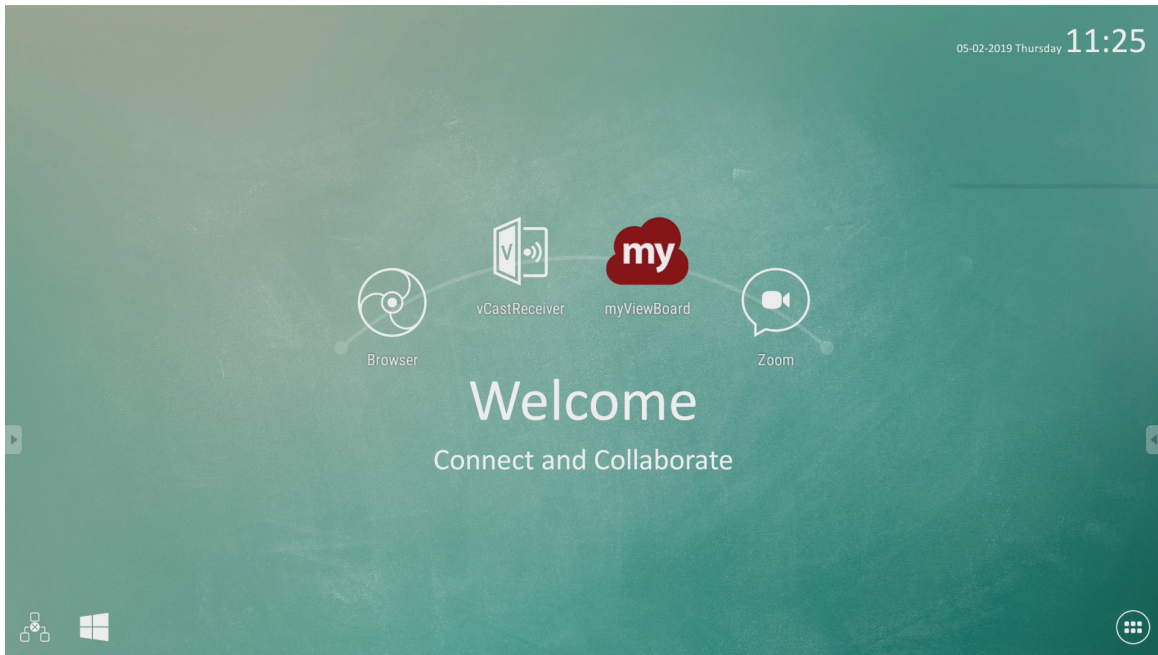 05-02-2019 Thursday 11:25
V
my
vCastReceiver
myViewBoard
Browser
Zoom
Welcome
Connect and Collaborate